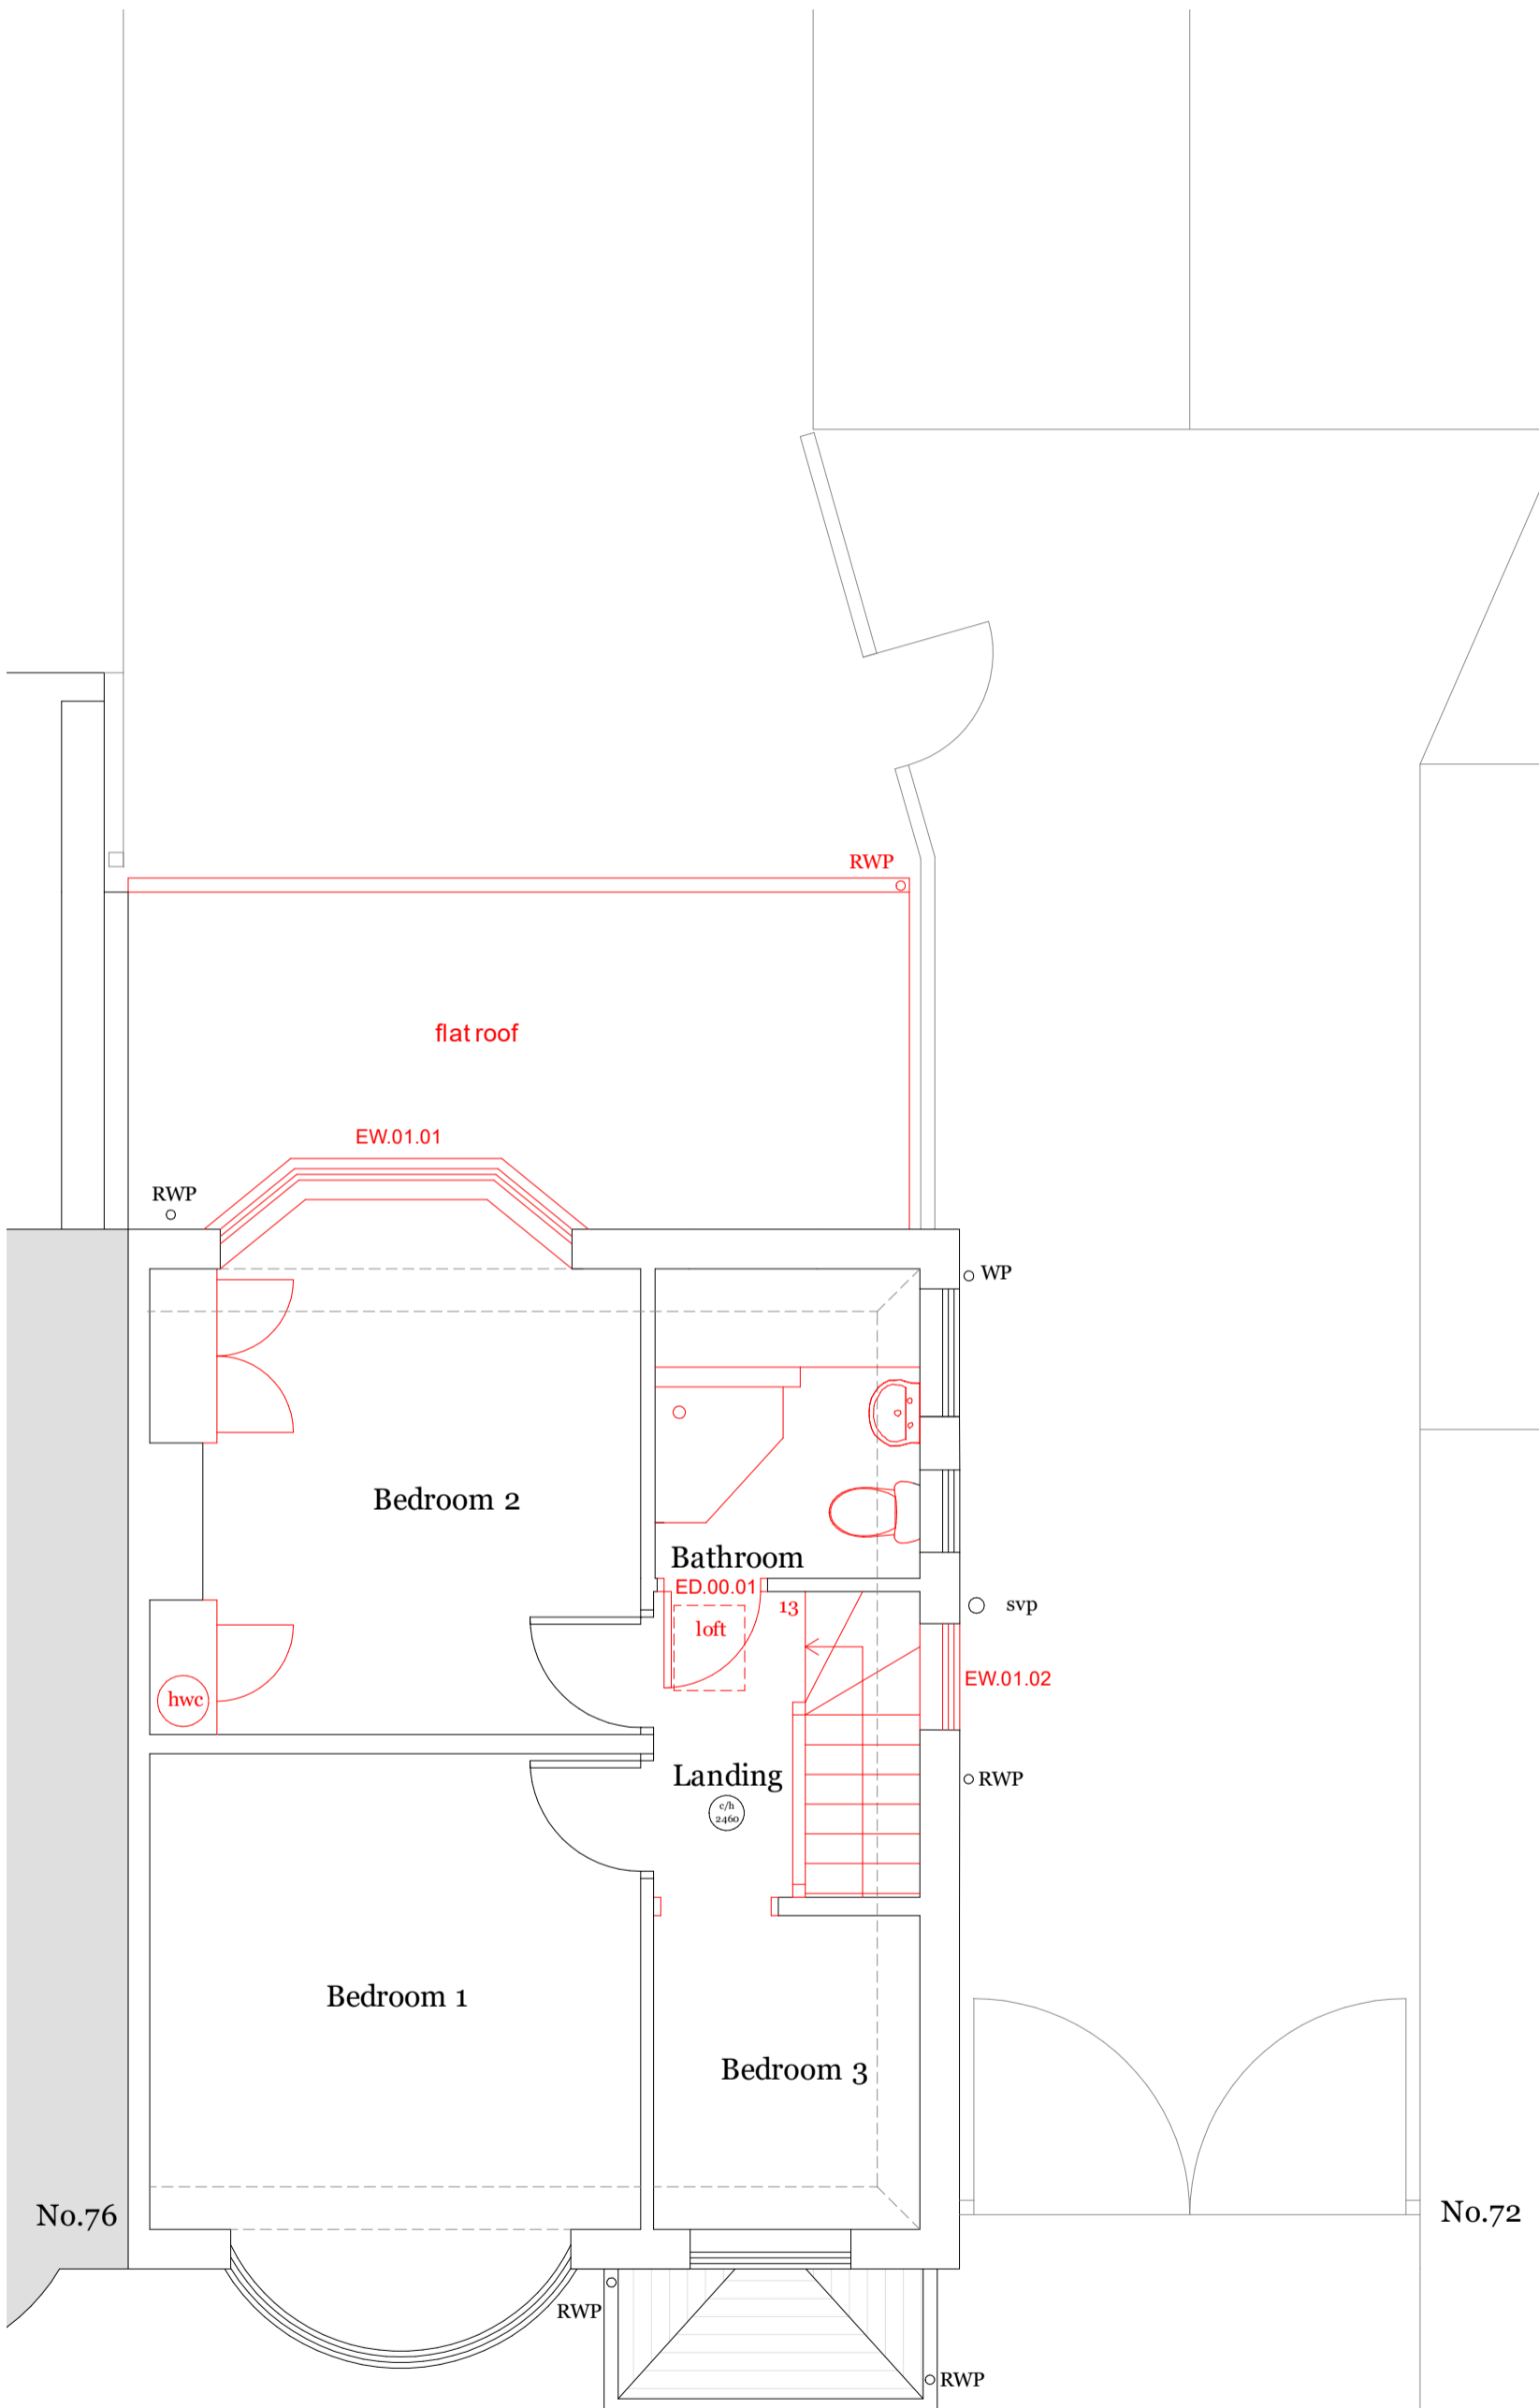 RWP
flat roof
EW.01.01
RWP
WP
Bedroom 2
Bathroom
ED.00.01
13
svp
loft
EW.01.02
hwc
Landing
RWP
c/h
2460
Bedroom 1
Bedroom 3
No.76
No.72
RWP
RWP